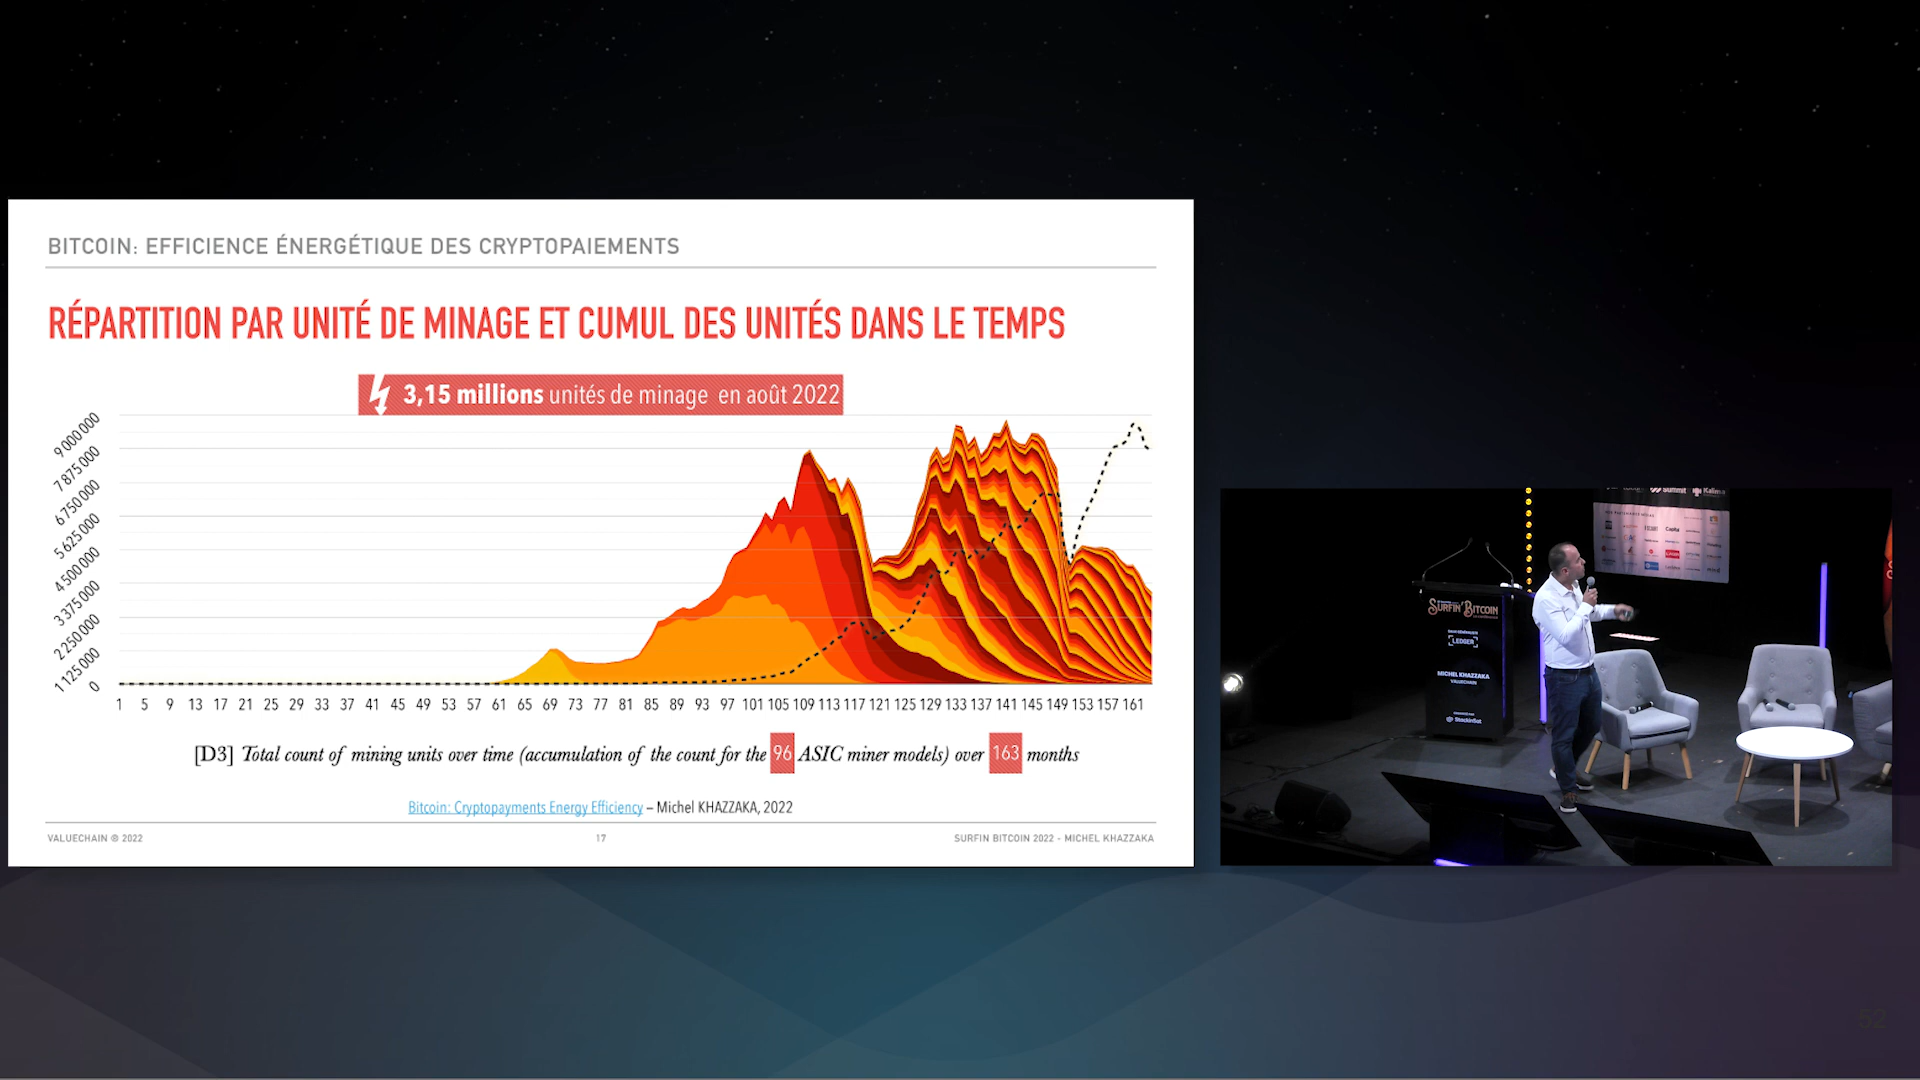 BITCOIN: EFFICIENCE ÉNERGÉTIQUE DES CRYPTOPAIEMENTS
RÉPARTITION PAR UNITÉ DE MINAGE ET CUMUL DES UNITÉS DANS LE TEMPS
3,15 millions unités de minage en août 2022
9 000 000
7 875 000
6 750 000
5 625 000
4 500 000
3 375 000
2 250 000
1 125 000
0
1 5 9 13 17 21 25 29 33 37 41 45 49 53 57 61 65 69 73 77 81 85 89 93 97 101 105 109 113 117 121 125 129 133 137 141 145 149 153 157 161
[D3] Total count of mining units over time (accumulation of the count for the 96 ASIC miner models) over 163 months
Bitcoin: Cryptopayments Energy Efficiency – Michel KHAZZAKA, 2022
VALUECHAIN © 2022
17
SURFIN BITCOIN 2022 - MICHEL KHAZZAKA
Summit
Kalima
SURFIN' BITCOIN
LEDGER
MICHEL KHAZZAKA
VALUECHAIN
StackinSat
52